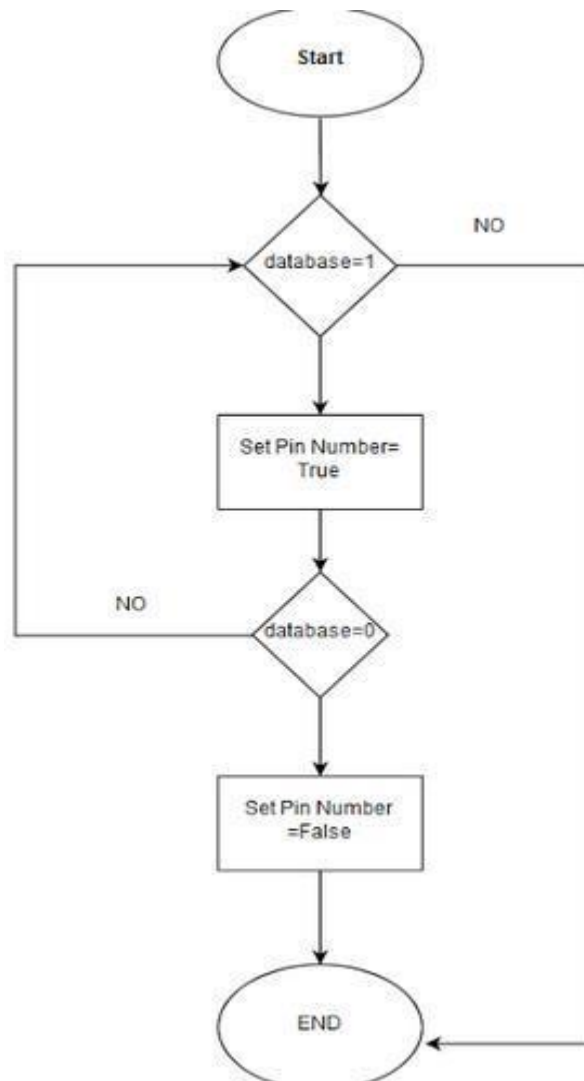 Start
NO
database=1
Set Pin Number=
True
NO
database=0
Set Pin Number
=False
END